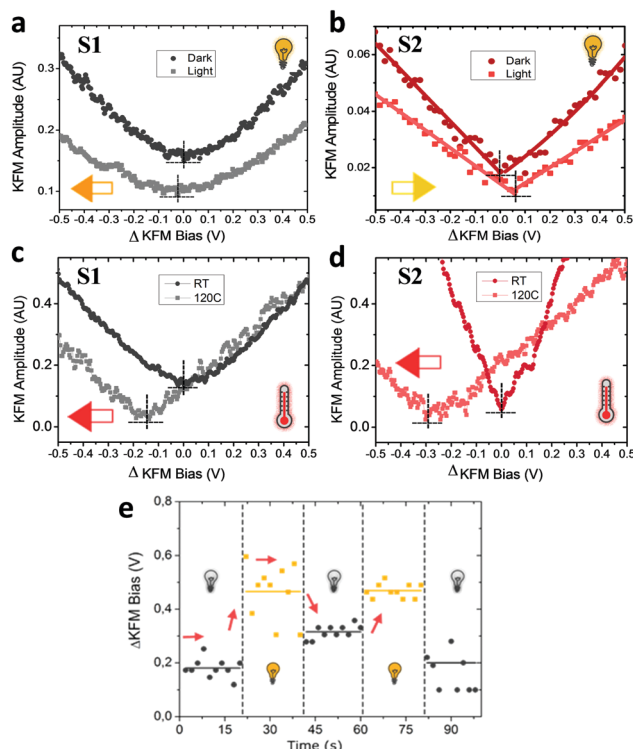 a
S1
Dark
Light
KFM Amplitude (AU)
0.3
0.2
0.1
-0.5 -0.4 -0.3 -0.2 -0.1 0.0 0.1 0.2 0.3 0.4 0.5
Δ KFM Bias (V)
b
S2
Dark
Light
KFM Amplitude (AU)
0.06
0.04
0.02
-0.5 -0.4 -0.3 -0.2 -0.1 0.0 0.1 0.2 0.3 0.4 0.5
Δ KFM Bias (V)
c
S1
RT
120C
KFM Amplitude (AU)
0.4
0.2
0.0
-0.5 -0.4 -0.3 -0.2 -0.1 0.0 0.1 0.2 0.3 0.4 0.5
Δ KFM Bias (V)
d
S2
RT
120C
KFM Amplitude (AU)
0.4
0.2
0.0
-0.5 -0.4 -0.3 -0.2 -0.1 0.0 0.1 0.2 0.3 0.4 0.5
Δ KFM Bias (V)
e
ΔKFM Bias (V)
0,8
0,6
0,4
0,2
0,0
0 15 30 45 60 75 90
Time (s)